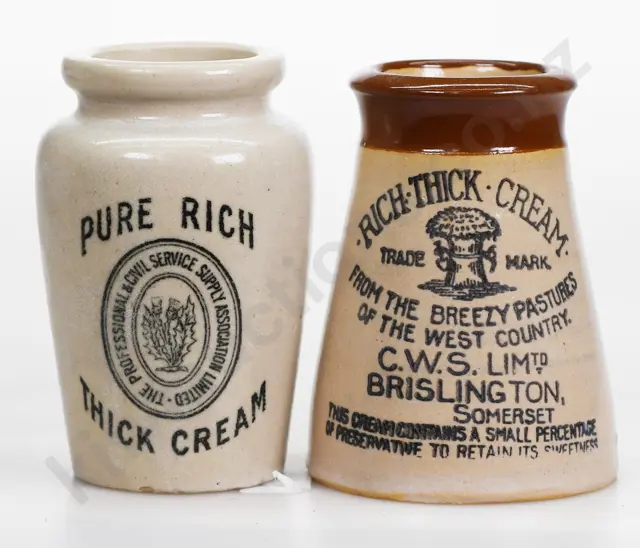 PURE RICH
THE PROFESSIONAL & CIVIL SERVICE SUPPLY ASSOCIATION LIMITED ·
THICK CREAM
· RICH · THICK · CREAM ·
TRADE MARK
FROM THE BREEZY PASTURES
OF THE WEST COUNTRY.
C.W.S. LIMTD
BRISLINGTON,
SOMERSET
THIS CREAM CONTAINS A SMALL PERCENTAGE
OF PRESERVATIVE TO RETAIN ITS SWEETNESS